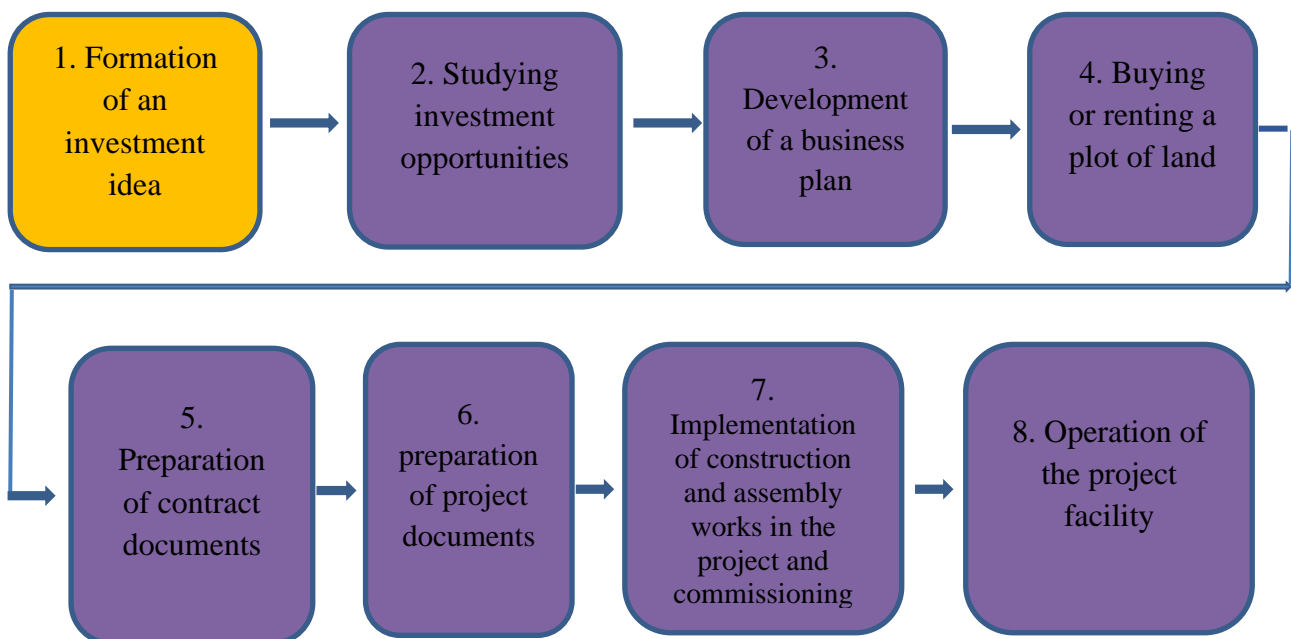 1. Formation
of an
investment
idea
2. Studying
investment
opportunities
3.
Development
of a business
plan
4. Buying
or renting a
plot of land
5.
Preparation
of contract
documents
6.
preparation
of project
documents
7.
Implementation
of construction
and assembly
works in the
project and
commissioning
8. Operation of
the project
facility